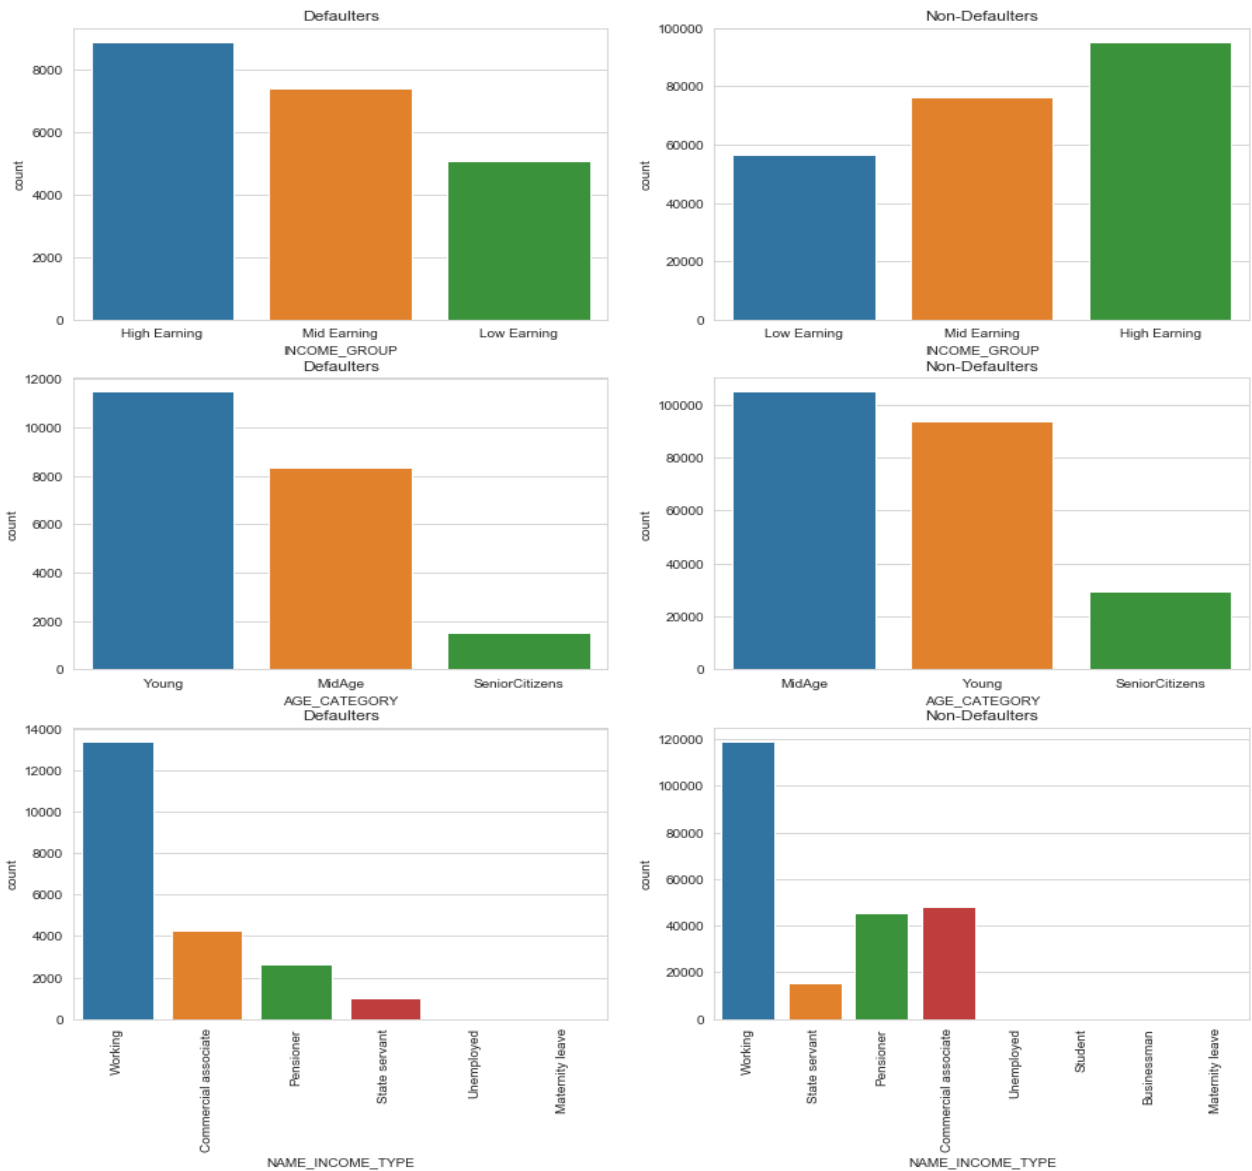 Defaulters
8000
6000
4000
2000
0
count
High Earning Mid Earning Low Earning
INCOME_GROUP
Non-Defaulters
100000
80000
60000
40000
20000
0
count
Low Earning Mid Earning High Earning
INCOME_GROUP
Defaulters
12000
10000
8000
6000
4000
2000
0
count
Young MidAge SeniorCitizens
AGE_CATEGORY
Non-Defaulters
100000
80000
60000
40000
20000
0
count
MidAge Young SeniorCitizens
AGE_CATEGORY
Defaulters
14000
12000
10000
8000
6000
4000
2000
0
count
Working
Commercial associate
Pensioner
State servant
Unemployed
Maternity leave
NAME_INCOME_TYPE
Non-Defaulters
120000
100000
80000
60000
40000
20000
0
count
Working
State servant
Pensioner
Commercial associate
Unemployed
Student
Businessman
Maternity leave
NAME_INCOME_TYPE